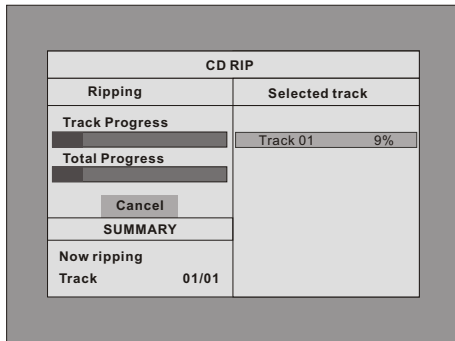 CD RIP
Ripping
Selected track
Track Progress
Track 01 9%
Total Progress
Cancel
SUMMARY
Now ripping
Track 01/01